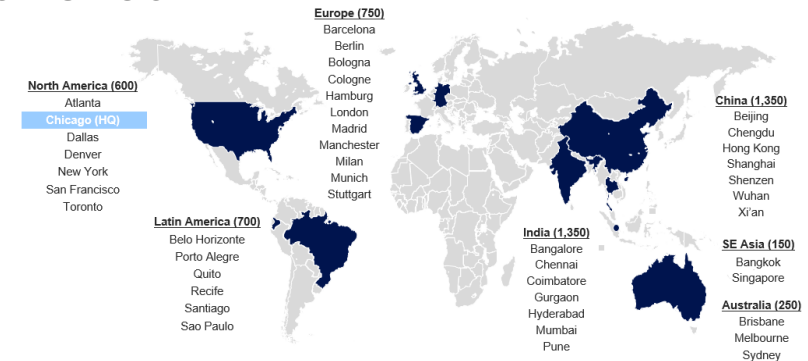 Europe (750)
Barcelona
Berlin
Bologna
Cologne
Hamburg
London
Madrid
Manchester
Milan
Munich
Stuttgart
North America (600)
Atlanta
Chicago (HQ)
Dallas
Denver
New York
San Francisco
Toronto
China (1,350)
Beijing
Chengdu
Hong Kong
Shanghai
Shenzen
Wuhan
Xi'an
Latin America (700)
Belo Horizonte
Porto Alegre
Quito
Recife
Santiago
Sao Paulo
India (1,350)
Bangalore
Chennai
Coimbatore
Gurgaon
Hyderabad
Mumbai
Pune
SE Asia (150)
Bangkok
Singapore
Australia (250)
Brisbane
Melbourne
Sydney